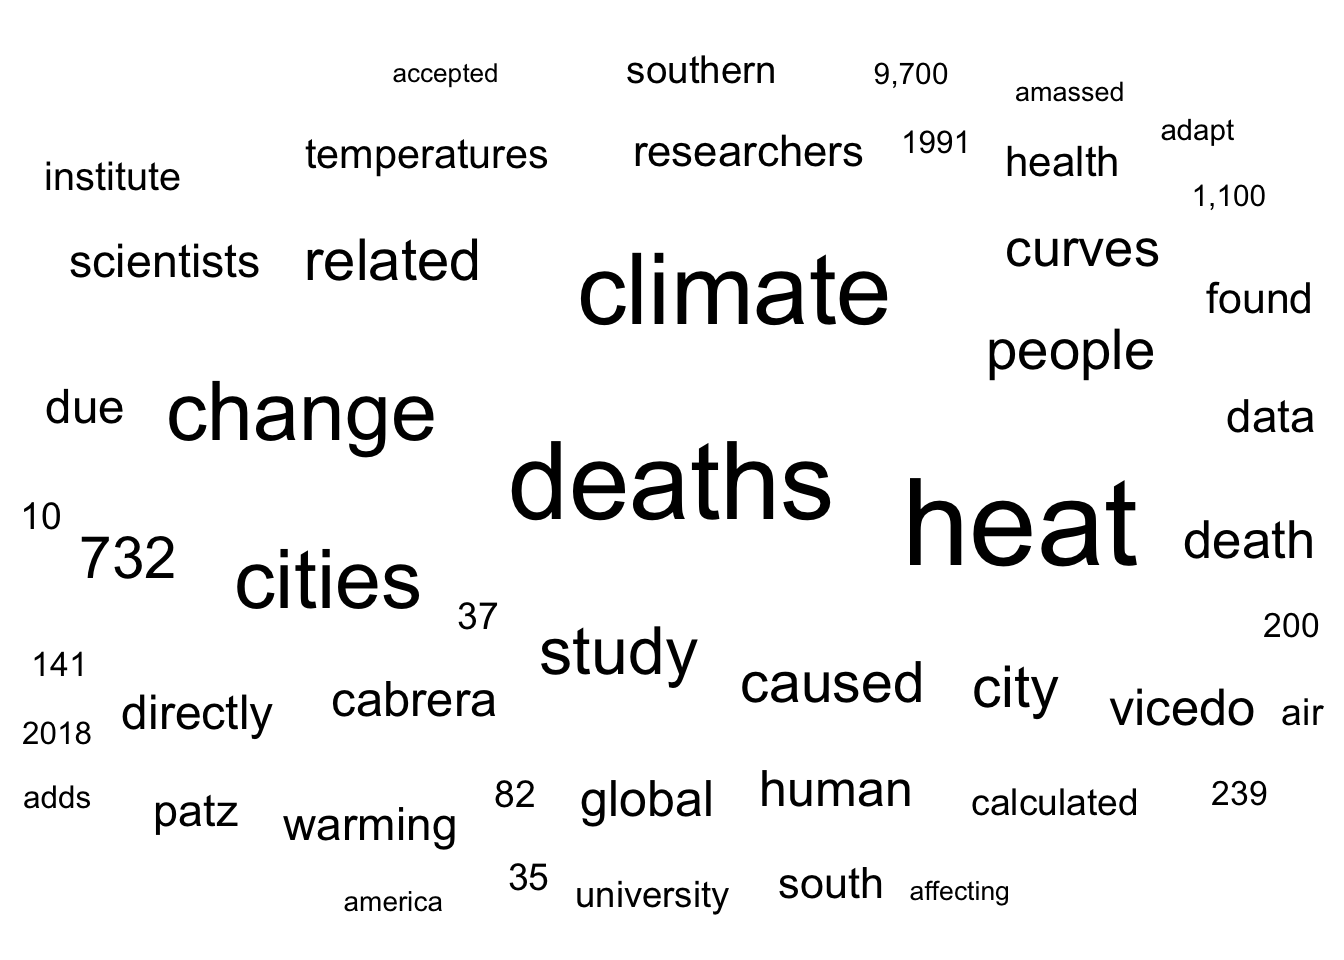 accepted
southern
9,700
amassed
adapt
temperatures
researchers
1991
health
institute
1,100
scientists
related
climate
curves
found
people
due
change
data
deaths
heat
death
10
732
cities
37
200
141
study
caused
city
directly
cabrera
vicedo
air
2018
adds
patz
warming
82
global
human
calculated
239
america
35
university
south
affecting